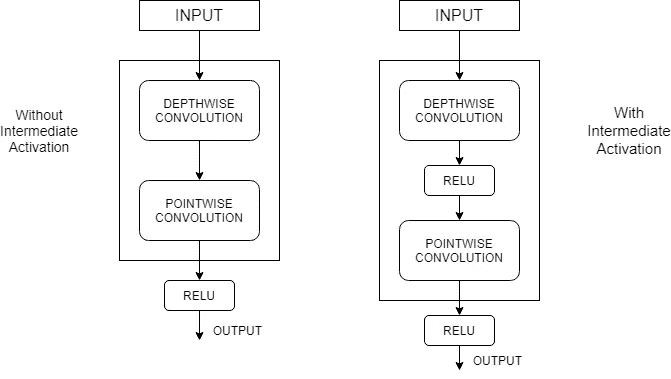 INPUT
DEPTHWISE
CONVOLUTION
Without
Intermediate
Activation
POINTWISE
CONVOLUTION
RELU
OUTPUT
INPUT
DEPTHWISE
CONVOLUTION
With
Intermediate
Activation
RELU
POINTWISE
CONVOLUTION
RELU
OUTPUT